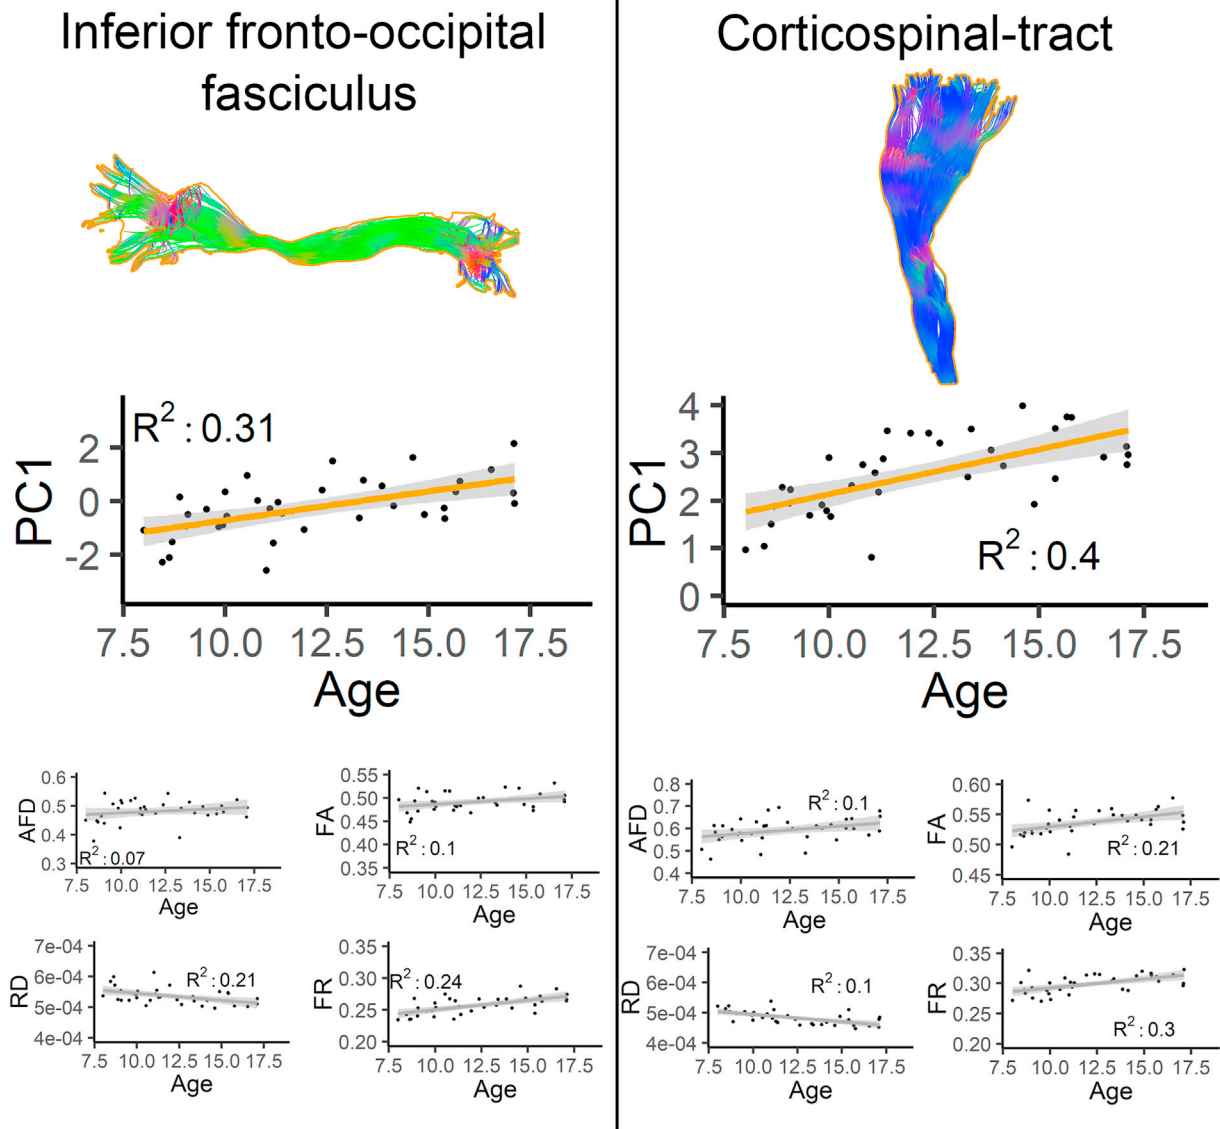 Inferior fronto-occipital
fasciculus
R² : 0.31
PC1
2
0
-2
7.5 10.0 12.5 15.0 17.5
Age
AFD
0.6
0.5
0.4
0.3
R² : 0.07
7.5 10.0 12.5 15.0 17.5
Age
FA
0.55
0.50
0.45
0.40
0.35
R² : 0.1
7.5 10.0 12.5 15.0 17.5
Age
RD
7e-04
6e-04
5e-04
4e-04
R² : 0.21
7.5 10.0 12.5 15.0 17.5
Age
FR
0.35
0.30
0.25
0.20
R² : 0.24
7.5 10.0 12.5 15.0 17.5
Age
Corticospinal-tract
PC1
4
3
2
1
0
R² : 0.4
7.5 10.0 12.5 15.0 17.5
Age
AFD
0.8
0.7
0.6
0.5
0.4
R² : 0.1
7.5 10.0 12.5 15.0 17.5
Age
FA
0.60
0.55
0.50
0.45
R² : 0.21
7.5 10.0 12.5 15.0 17.5
Age
RD
7e-04
6e-04
5e-04
4e-04
R² : 0.1
7.5 10.0 12.5 15.0 17.5
Age
FR
0.35
0.30
0.25
0.20
R² : 0.3
7.5 10.0 12.5 15.0 17.5
Age